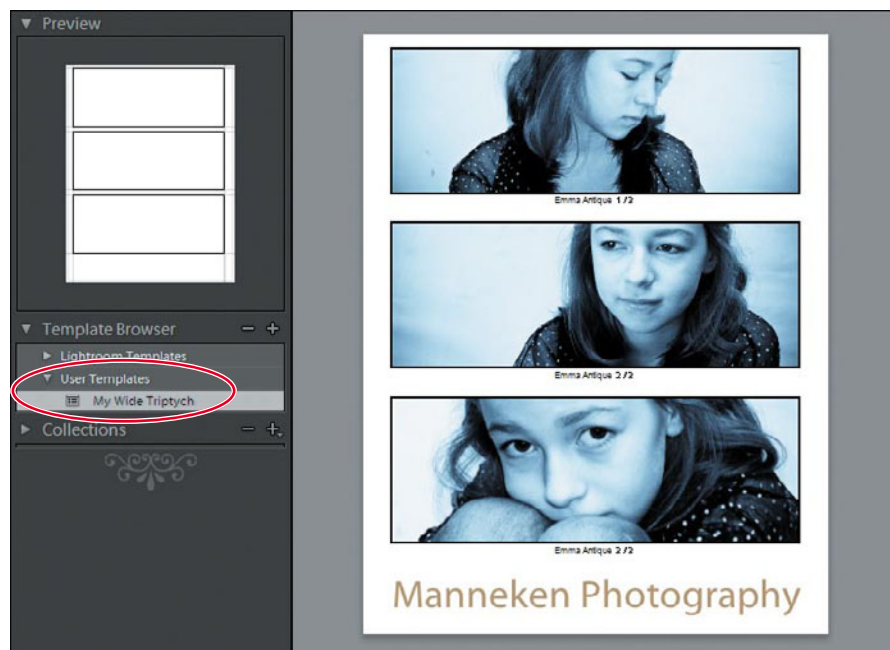 Preview
Template Browser
Lightroom Templates
User Templates
My Wide Triptych
Collections
Emma Antique 1/3
Emma Antique 2/3
Emma Antique 3/3
Manneken Photography